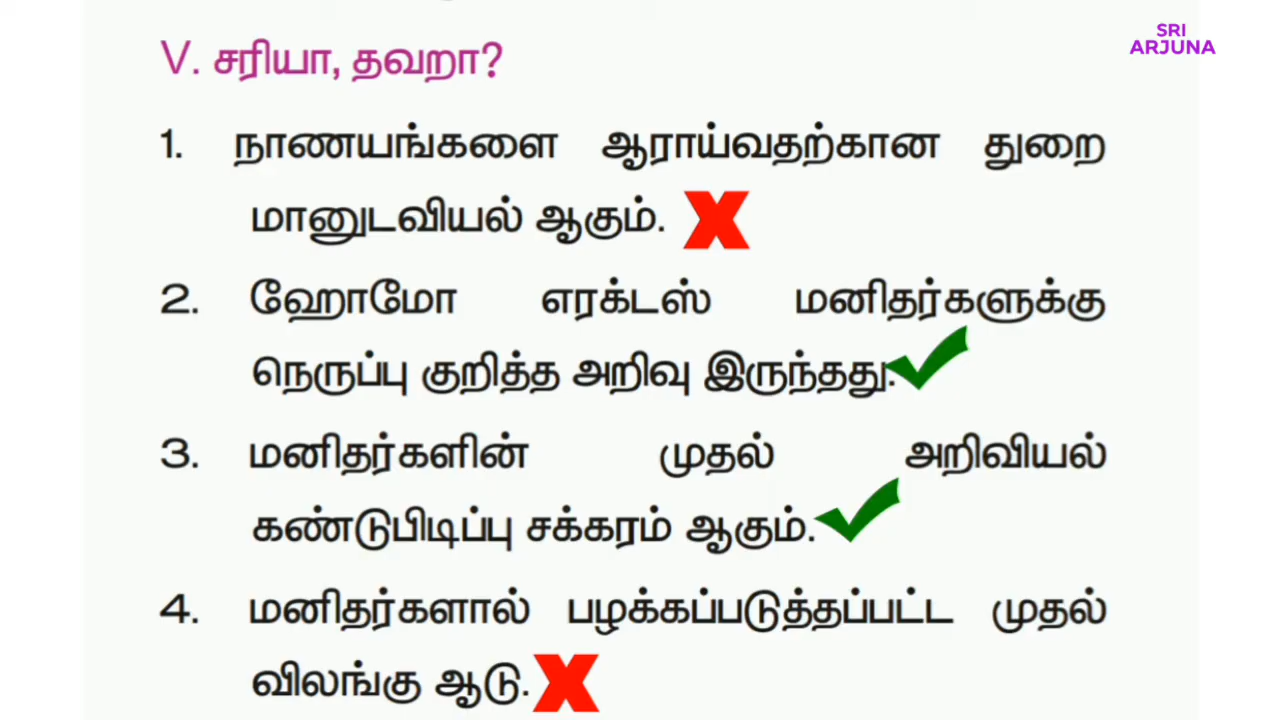 SRI
ARJUNA
V. சரியா, தவறா?
1. நாணயங்களை ஆராய்வதற்கான துறை
மானுடவியல் ஆகும்.
2. ஹோமோ எரக்டஸ் மனிதர்களுக்கு
நெருப்பு குறித்த அறிவு இருந்தது.
3. மனிதர்களின் முதல் அறிவியல்
கண்டுபிடிப்பு சக்கரம் ஆகும்.
4. மனிதர்களால் பழக்கப்படுத்தப்பட்ட முதல்
விலங்கு ஆடு.